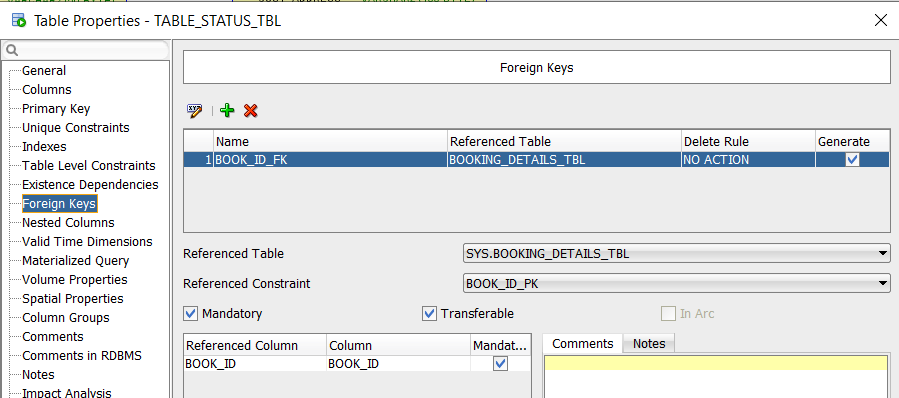 Table Properties - TABLE_STATUS_TBL
General
Columns
Primary Key
Unique Constraints
Indexes
Table Level Constraints
Existence Dependencies
Foreign Keys
Nested Columns
Valid Time Dimensions
Materialized Query
Volume Properties
Spatial Properties
Column Groups
Comments
Comments in RDBMS
Notes
Impact Analysis
Foreign Keys
Name Referenced Table Delete Rule Generate
1 BOOK_ID_FK BOOKING_DETAILS_TBL NO ACTION
Referenced Table SYS.BOOKING_DETAILS_TBL
Referenced Constraint BOOK_ID_PK
Mandatory Transferable In Arc
Referenced Column Column Mandat...
BOOK_ID BOOK_ID
Comments Notes